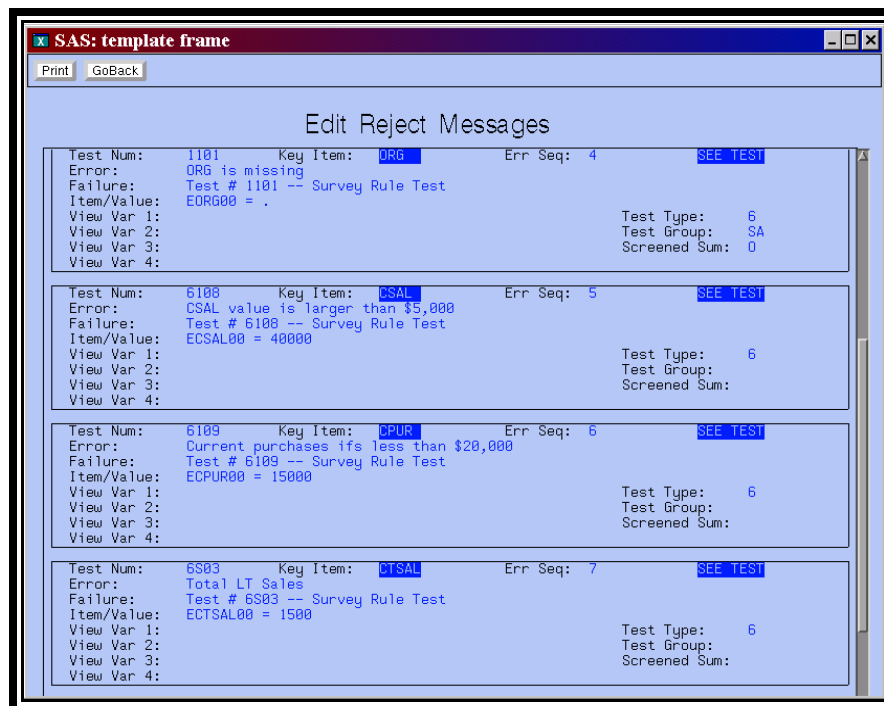 SAS: template frame
Print GoBack
Edit Reject Messages
Test Num: 1101 Key Item: ORG Err Seq: 4 SEE TEST
Error: ORG is missing
Failure: Test # 1101 -- Survey Rule Test
Item/Value: EORG00 = .
View Var 1: Test Type: 6
View Var 2: Test Group: SA
View Var 3: Screened Sum: 0
View Var 4:
Test Num: 6108 Key Item: CSAL Err Seq: 5 SEE TEST
Error: CSAL value is larger than $5,000
Failure: Test # 6108 -- Survey Rule Test
Item/Value: ECSAL00 = 40000
View Var 1: Test Type: 6
View Var 2: Test Group:
View Var 3: Screened Sum:
View Var 4:
Test Num: 6109 Key Item: CPUR Err Seq: 6 SEE TEST
Error: Current purchases ifs less than $20,000
Failure: Test # 6109 -- Survey Rule Test
Item/Value: ECPUR00 = 15000
View Var 1: Test Type: 6
View Var 2: Test Group:
View Var 3: Screened Sum:
View Var 4:
Test Num: 6S03 Key Item: CTSAL Err Seq: 7 SEE TEST
Error: Total LT Sales
Failure: Test # 6S03 -- Survey Rule Test
Item/Value: ECTSAL00 = 1500
View Var 1: Test Type: 6
View Var 2: Test Group:
View Var 3: Screened Sum:
View Var 4: